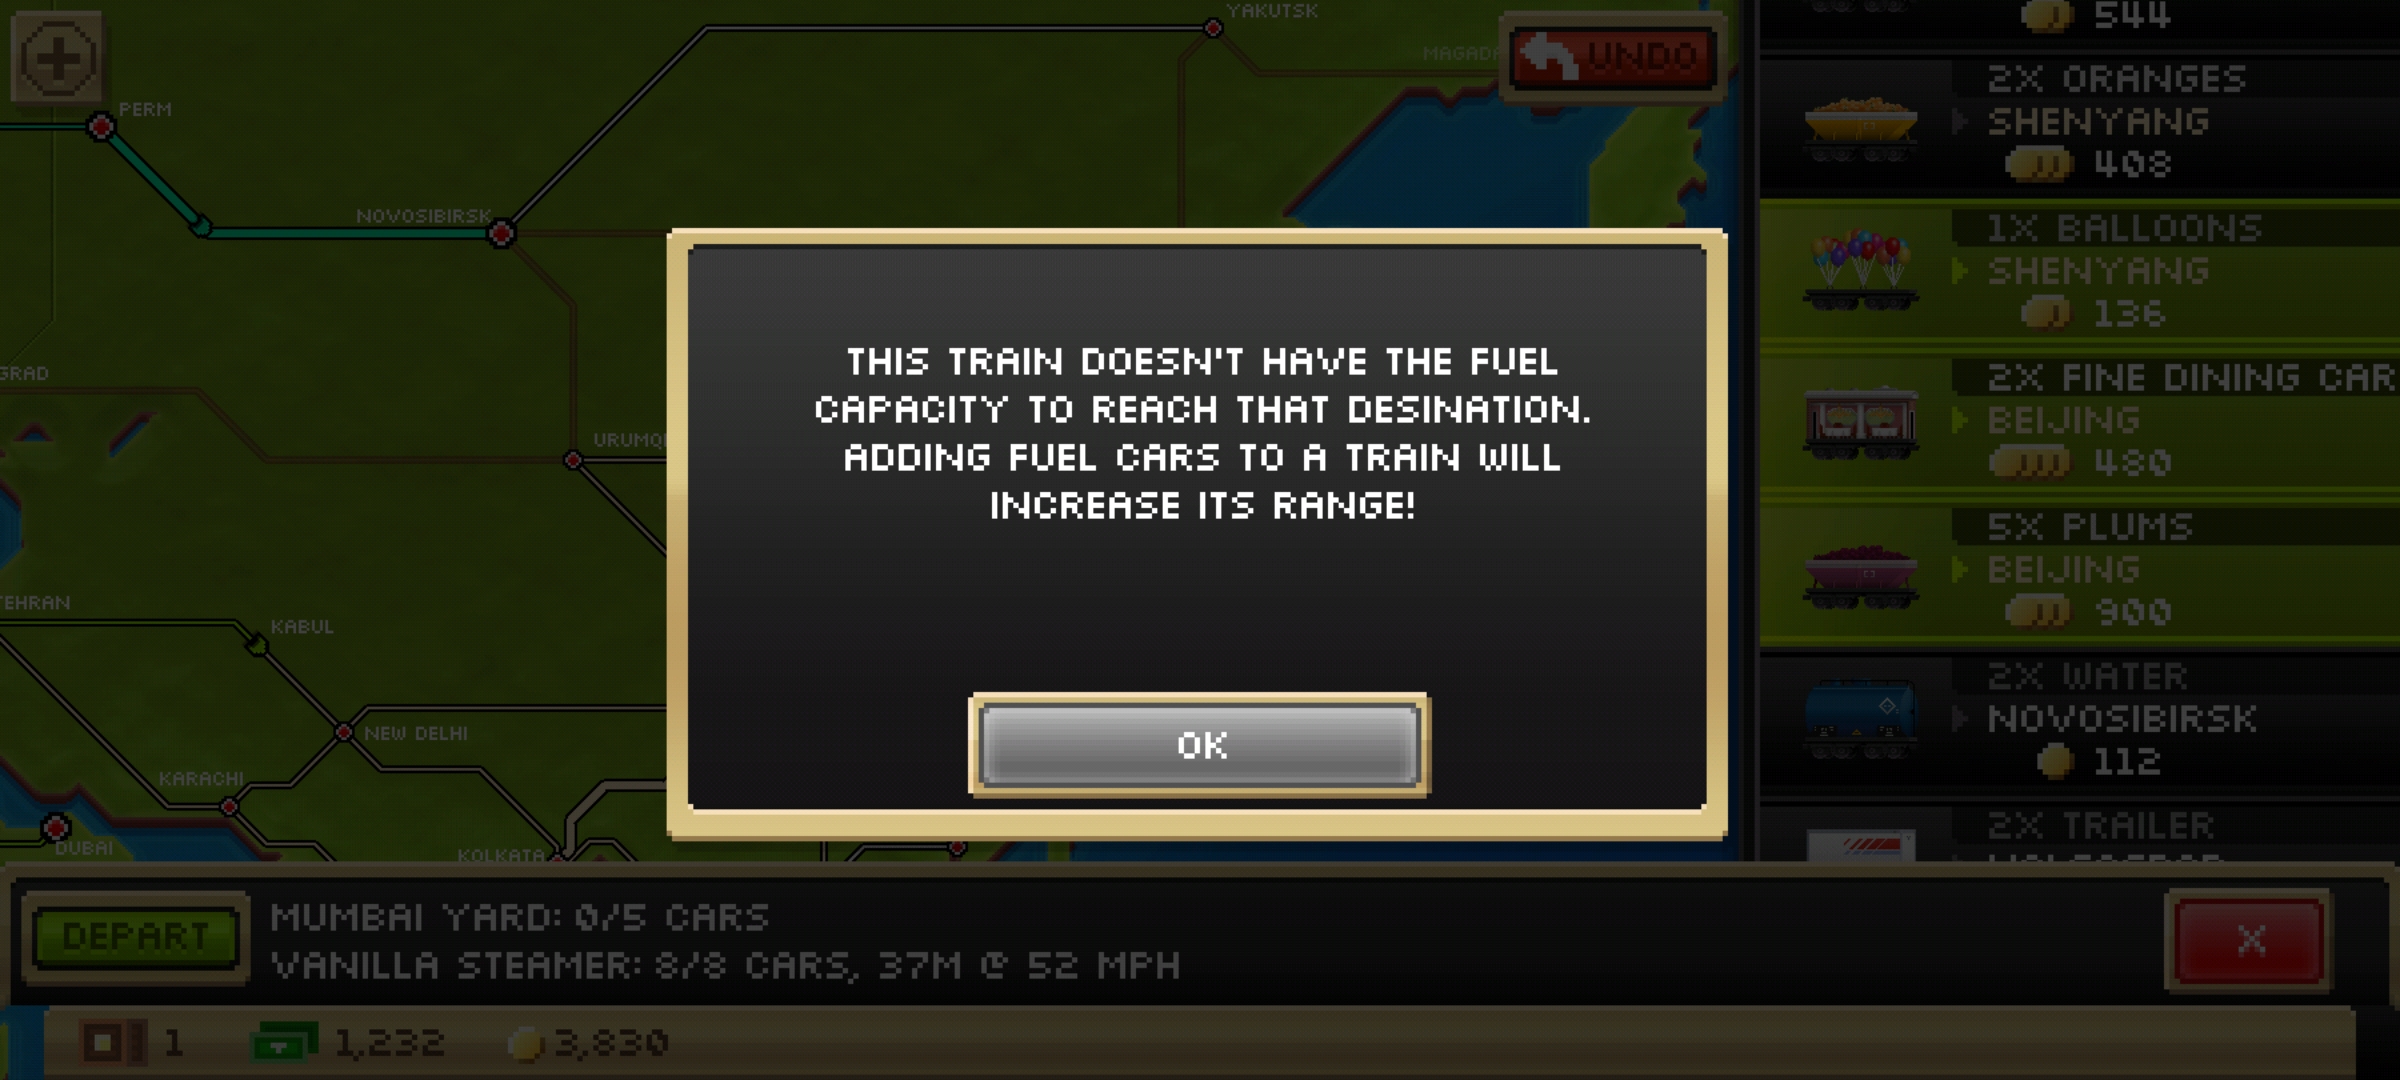 YAKUTSK
UNDO
PERM
NOVOSIBIRSK
GRAD
URUMQI
TEHRAN
KABUL
NEW DELHI
KARACHI
DUBAI
KOLKATA
THIS TRAIN DOESN'T HAVE THE FUEL
CAPACITY TO REACH THAT DESINATION.
ADDING FUEL CARS TO A TRAIN WILL
INCREASE ITS RANGE!
OK
544
2X ORANGES
SHENYANG
408
1X BALLOONS
SHENYANG
136
2X FINE DINING CAR
BEIJING
480
5X PLUMS
BEIJING
900
2X WATER
NOVOSIBIRSK
112
2X TRAILER
DEPART
MUMBAI YARD: 0/5 CARS
VANILLA STEAMER: 8/8 CARS, 37M @ 52 MPH
X
1
1,232
3,830